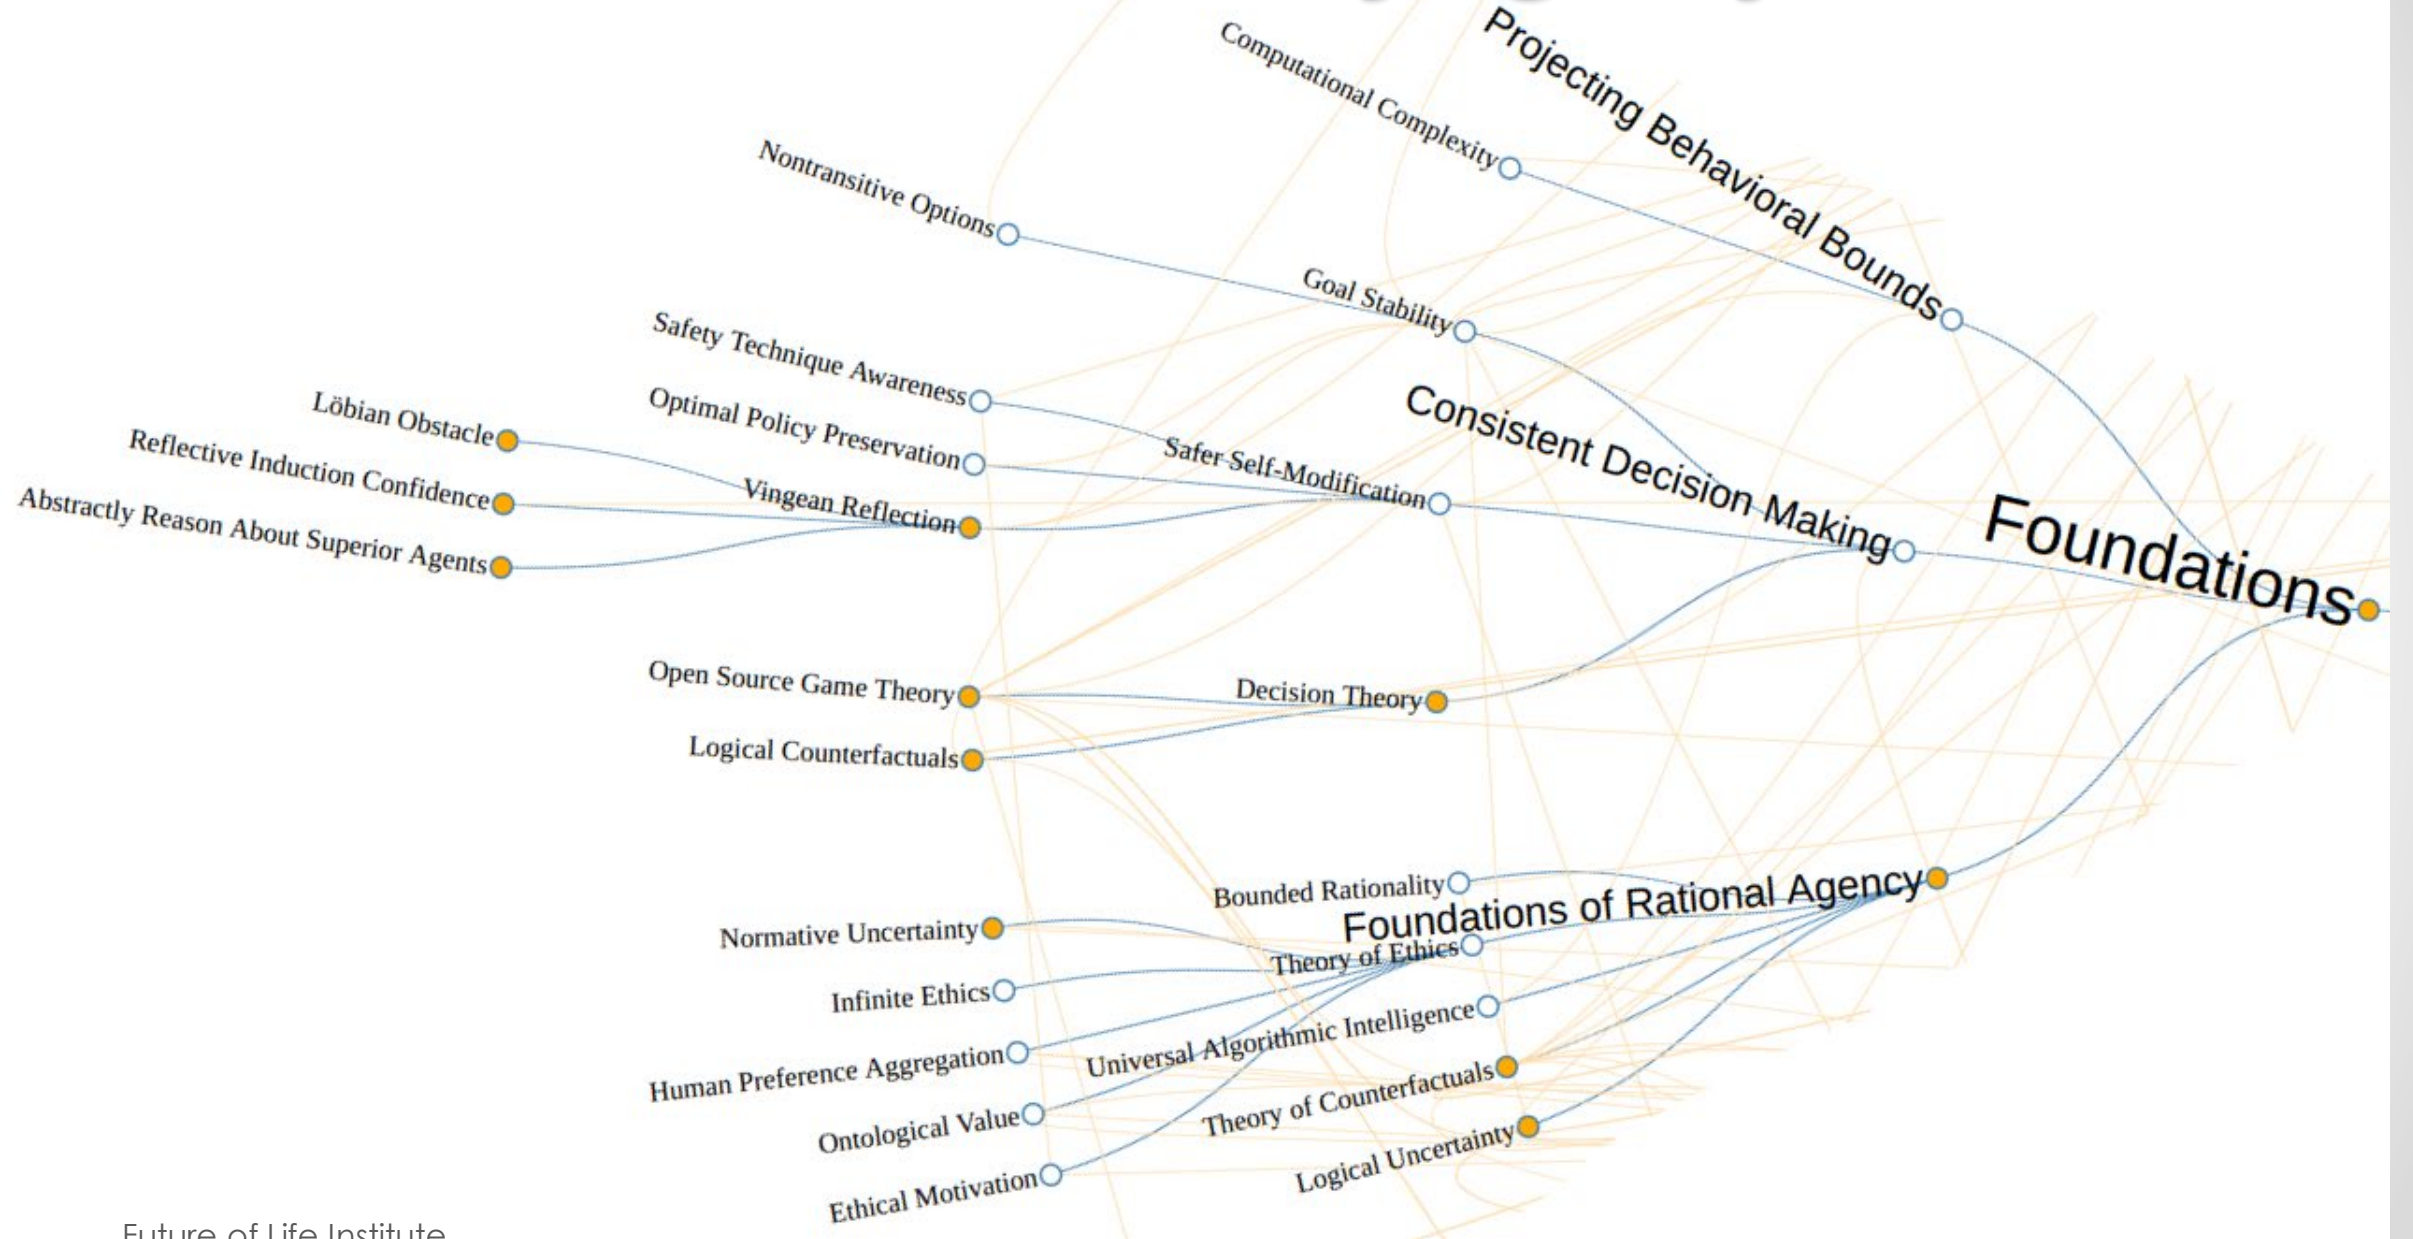 Projecting Behavioral Bounds
Computational Complexity
Nontransitive Options
Goal Stability
Safety Technique Awareness
Optimal Policy Preservation
Löbian Obstacle
Reflective Induction Confidence
Abstractly Reason About Superior Agents
Vingean Reflection
Safer Self-Modification
Consistent Decision Making
Foundations
Open Source Game Theory
Decision Theory
Logical Counterfactuals
Bounded Rationality
Foundations of Rational Agency
Normative Uncertainty
Theory of Ethics
Infinite Ethics
Universal Algorithmic Intelligence
Human Preference Aggregation
Theory of Counterfactuals
Ontological Value
Logical Uncertainty
Ethical Motivation
Future of Life Institute